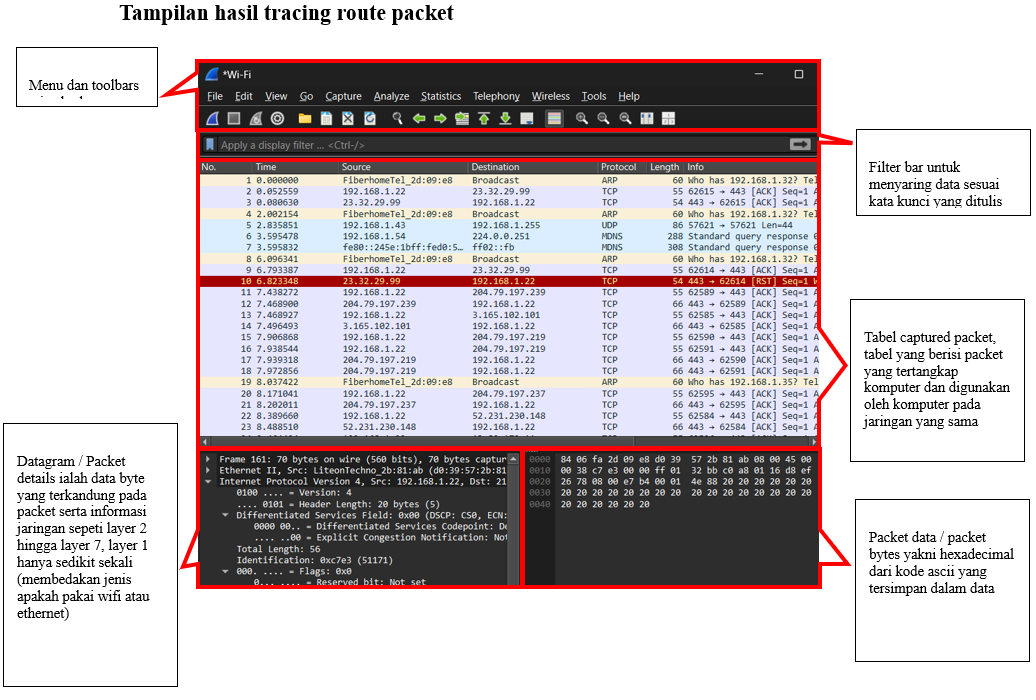 Tampilan hasil tracing route packet
Menu dan toolbars
*Wi-Fi
File Edit View Go Capture Analyze Statistics Telephony Wireless Tools Help
Apply a display filter ... <Ctrl-/>
Filter bar untuk
menyaring data sesuai
kata kunci yang ditulis
No. Time Source Destination Protocol Length Info
1 0.000000 FiberhomeTel_2d:09:e8 Broadcast ARP 60 Who has 192.168.1.32? Tel
2 0.052559 192.168.1.22 23.32.29.99 TCP 55 62615 → 443 [ACK] Seq=1 A
3 0.080630 23.32.29.99 192.168.1.22 TCP 54 443 → 62615 [ACK] Seq=1 A
4 2.002154 FiberhomeTel_2d:09:e8 Broadcast ARP 60 Who has 192.168.1.33? Tel
5 2.835851 192.168.1.43 192.168.1.255 UDP 86 57621 → 57621 Len=44
6 3.595478 192.168.1.54 224.0.0.251 MDNS 288 Standard query response 0
7 3.595832 fe80::245e:1bff:fed0:5… ff02::fb MDNS 308 Standard query response 0
8 6.096341 FiberhomeTel_2d:09:e8 Broadcast ARP 60 Who has 192.168.1.34? Tel
9 6.793387 192.168.1.22 23.32.29.99 TCP 55 62614 → 443 [ACK] Seq=1 A
10 6.823348 23.32.29.99 192.168.1.22 TCP 54 443 → 62614 [RST] Seq=1 W
11 7.438272 192.168.1.22 204.79.197.239 TCP 55 62589 → 443 [ACK] Seq=1 A
12 7.468900 204.79.197.239 192.168.1.22 TCP 66 443 → 62589 [ACK] Seq=1 A
13 7.468927 192.168.1.22 3.165.102.101 TCP 55 62585 → 443 [ACK] Seq=1 A
14 7.496493 3.165.102.101 192.168.1.22 TCP 66 443 → 62585 [ACK] Seq=1 A
15 7.906868 192.168.1.22 204.79.197.219 TCP 55 62590 → 443 [ACK] Seq=1 A
16 7.938544 192.168.1.22 204.79.197.219 TCP 55 62591 → 443 [ACK] Seq=1 A
17 7.939318 204.79.197.219 192.168.1.22 TCP 66 443 → 62590 [ACK] Seq=1 A
18 7.972856 204.79.197.219 192.168.1.22 TCP 66 443 → 62591 [ACK] Seq=1 A
19 8.037422 FiberhomeTel_2d:09:e8 Broadcast ARP 60 Who has 192.168.1.35? Tel
20 8.171041 192.168.1.22 204.79.197.237 TCP 55 62595 → 443 [ACK] Seq=1 A
21 8.202011 204.79.197.237 192.168.1.22 TCP 66 443 → 62595 [ACK] Seq=1 A
22 8.389660 192.168.1.22 52.231.230.148 TCP 55 62584 → 443 [ACK] Seq=1 A
23 8.488510 52.231.230.148 192.168.1.22 TCP 66 443 → 62584 [ACK] Seq=1 A
Tabel captured packet,
tabel yang berisi packet
yang tertangkap
komputer dan digunakan
oleh komputer pada
jaringan yang sama
Datagram / Packet
details ialah data byte
yang terkandung pada
packet serta informasi
jaringan sepeti layer 2
hingga layer 7, layer 1
hanya sedikit sekali
(membedakan jenis
apakah pakai wifi atau
ethernet)
Frame 161: 70 bytes on wire (560 bits), 70 bytes captur
Ethernet II, Src: LiteonTechno_2b:81:ab (d0:39:57:2b:81
Internet Protocol Version 4, Src: 192.168.1.22, Dst: 21
0100 .... = Version: 4
.... 0101 = Header Length: 20 bytes (5)
Differentiated Services Field: 0x00 (DSCP: CS0, ECN:
0000 00.. = Differentiated Services Codepoint: De
.... ..00 = Explicit Congestion Notification: Not
Total Length: 56
Identification: 0xc7e3 (51171)
000. .... = Flags: 0x0
0... .... = Reserved bit: Not set
0000 84 06 fa 2d 09 e8 d0 39 57 2b 81 ab 08 00 45 00
0010 00 38 c7 e3 00 00 ff 01 32 bb c0 a8 01 16 d8 ef
0020 26 78 08 00 e7 b4 00 01 4e 88 20 20 20 20 20 20
0030 20 20 20 20 20 20 20 20 20 20 20 20 20 20 20 20
0040 20 20 20 20 20 20
Packet data / packet
bytes yakni hexadecimal
dari kode ascii yang
tersimpan dalam data